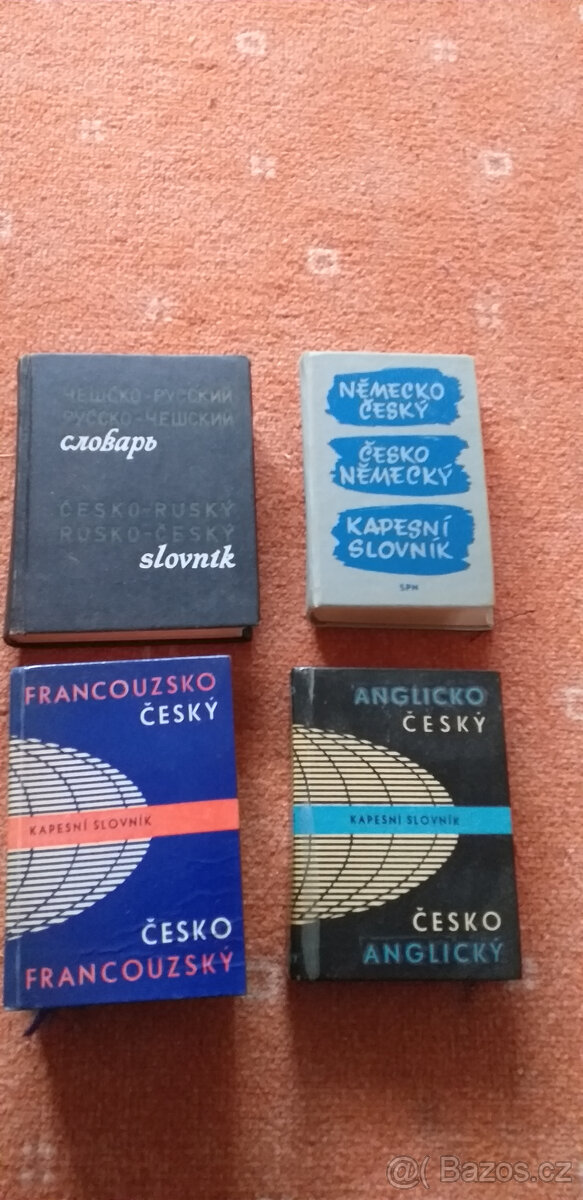 ЧЕШСКО-РУССКИЙ
РУССКО-ЧЕШСКИЙ
словарь
ČESKO-RUSKÝ
RUSKO-ČESKÝ
slovník
NĚMECKO
ČESKÝ
ČESKO
NĚMECKÝ
KAPESNÍ
SLOVNÍK
SPN
FRANCOUZSKO
ČESKÝ
KAPESNÍ SLOVNÍK
ČESKO
FRANCOUZSKÝ
ANGLICKO
ČESKÝ
KAPESNÍ SLOVNÍK
ČESKO
ANGLICKÝ
Bazos.cz